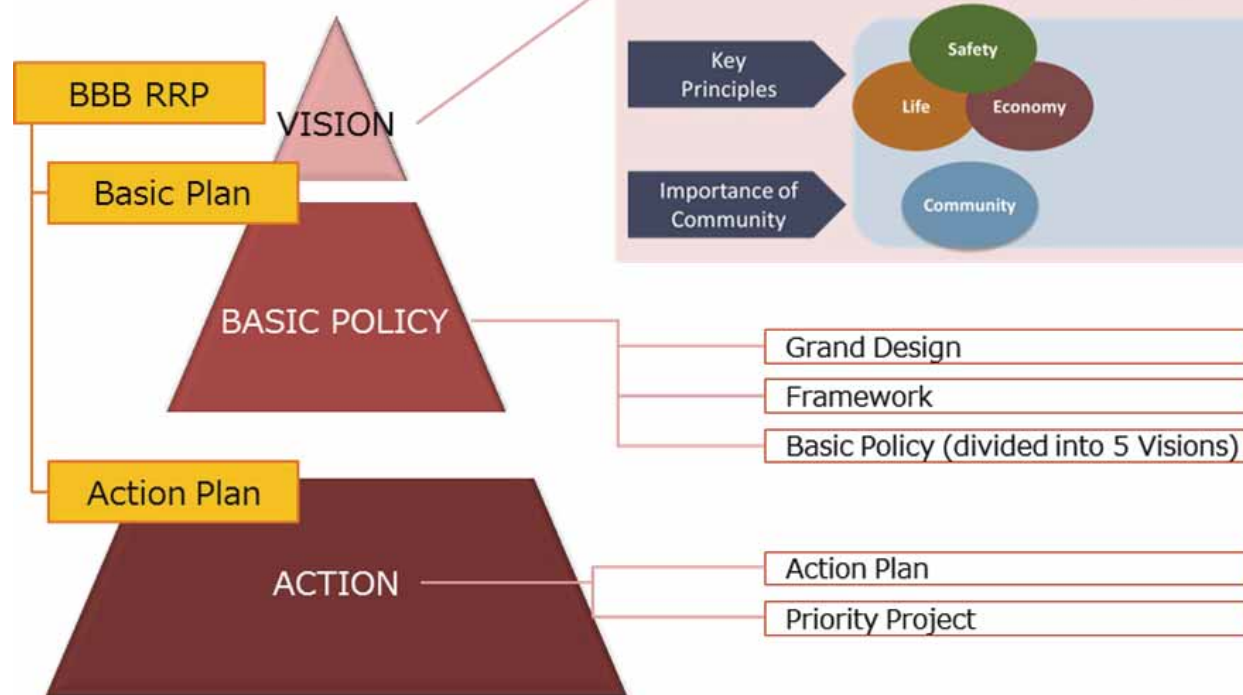 BBB RRP
Basic Plan
Action Plan
VISION
BASIC POLICY
ACTION
Key
Principles
Safety
Life
Economy
Importance of
Community
Community
Grand Design
Framework
Basic Policy (divided into 5 Visions)
Action Plan
Priority Project